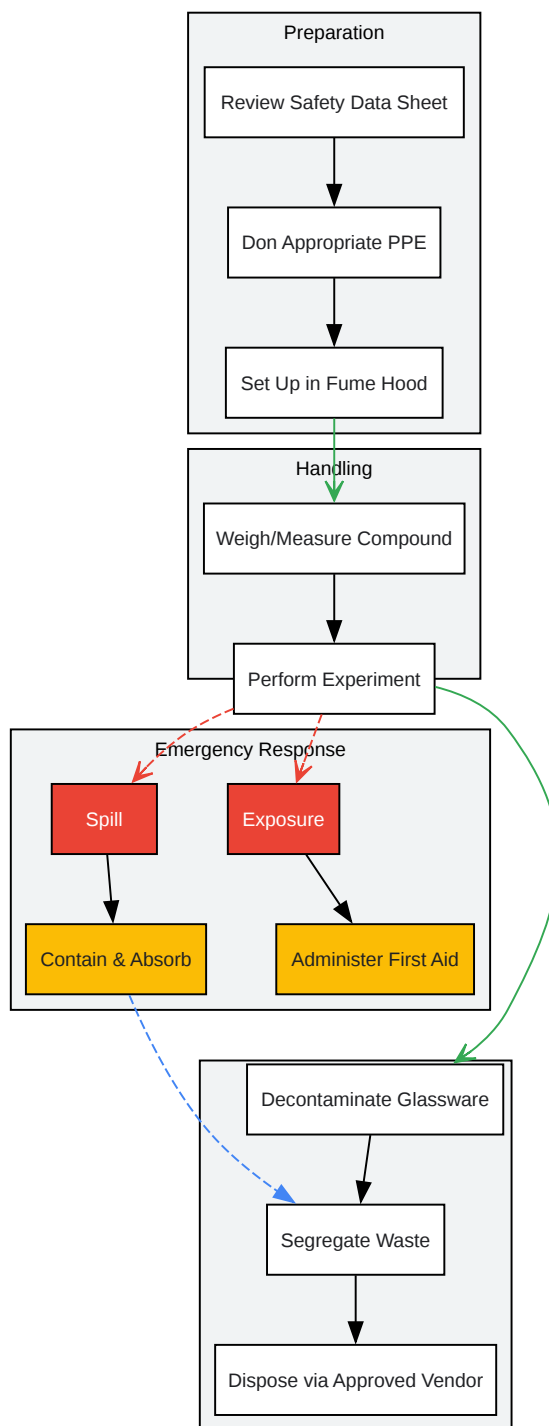 Preparation
Review Safety Data Sheet
Don Appropriate PPE
Set Up in Fume Hood
Handling
Weigh/Measure Compound
Perform Experiment
Emergency Response
Spill
Exposure
Contain & Absorb
Administer First Aid
Decontaminate Glassware
Segregate Waste
Dispose via Approved Vendor